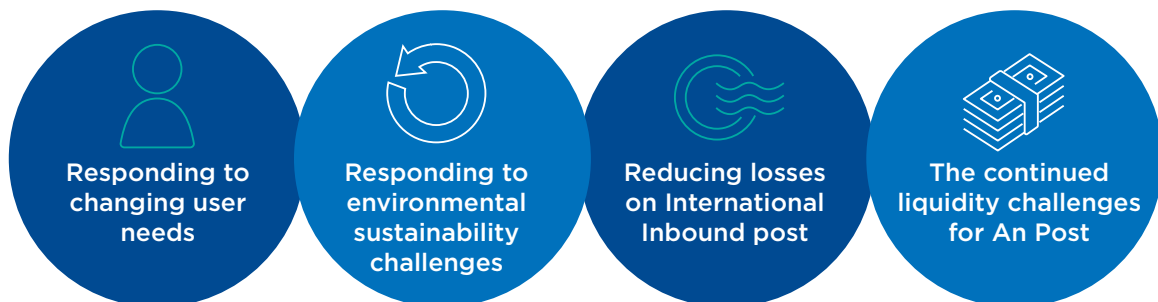 Responding to
changing user
needs
Responding to
environmental
sustainability
challenges
Reducing losses
on International
Inbound post
The continued
liquidity challenges
for An Post